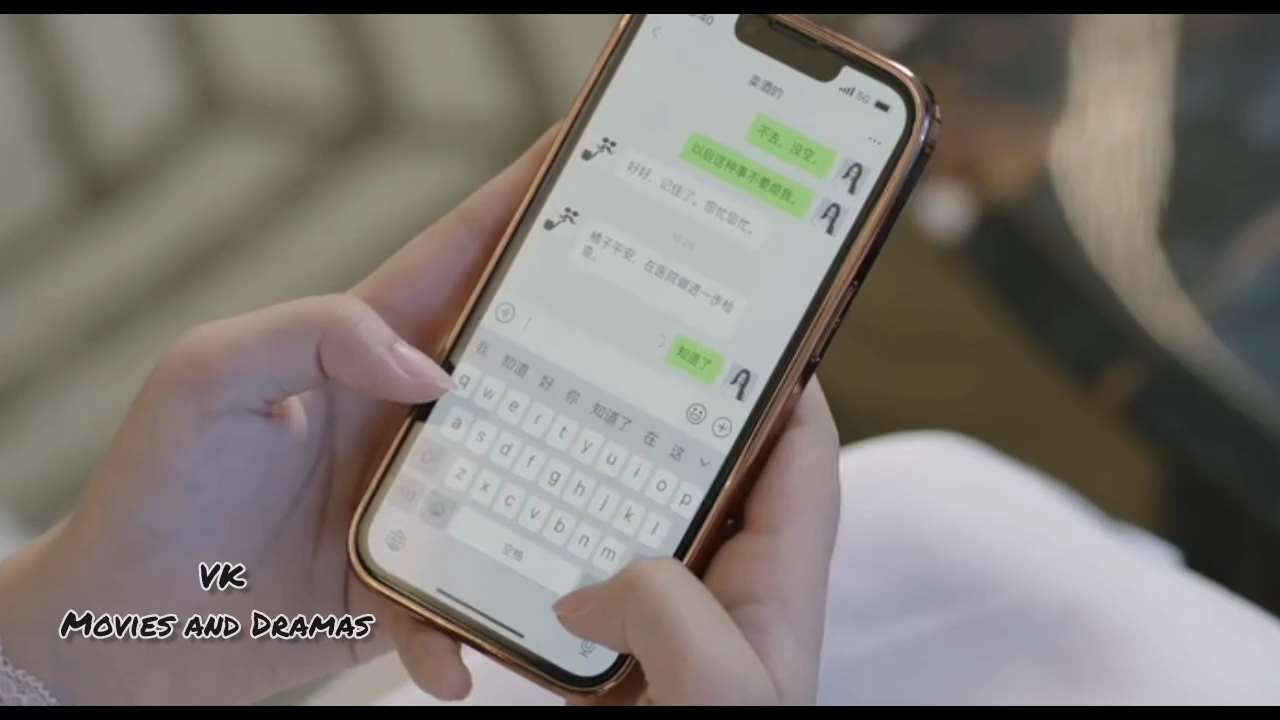 5G
卖酒的
不去，没空。
以后这种事不要烦我。
好好，记住了，您忙您忙。
橘子平安，在医院做进一步检
查。
知道了
我 知道 好 你 知道了 在 这
q w e r t y u i o p
a s d f g h j k l
z x c v b n m
123
空格
VK
Movies and Dramas